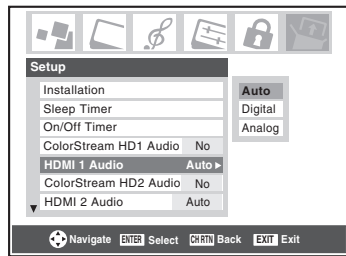 Setup
Installation
Sleep Timer
On/Off Timer
ColorStream HD1 Audio No
HDMI 1 Audio Auto
ColorStream HD2 Audio No
HDMI 2 Audio Auto
Auto
Digital
Analog
Navigate ENTER Select CH RTN Back EXIT Exit